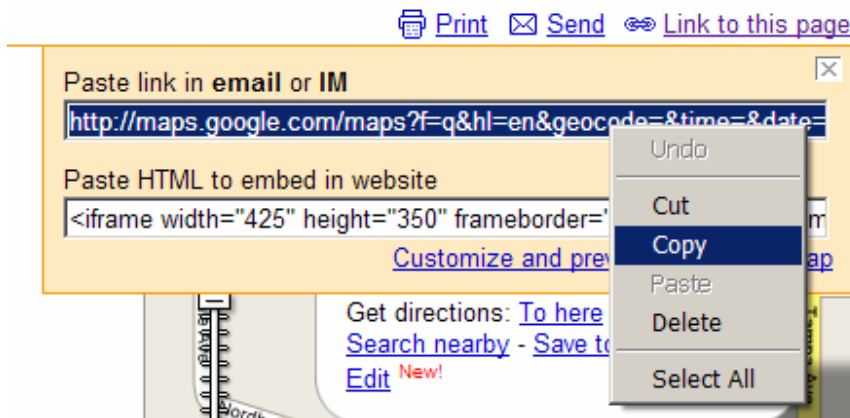 Print Send Link to this page
Paste link in email or IM
http://maps.google.com/maps?f=q&hl=en&geocode=&time=&date=
Undo
Paste HTML to embed in website
Cut
<iframe width="425" height="350" frameborder="
Copy
Customize and
Paste
Get directions: To here
Delete
Search nearby - Save to
Edit New!
Select All